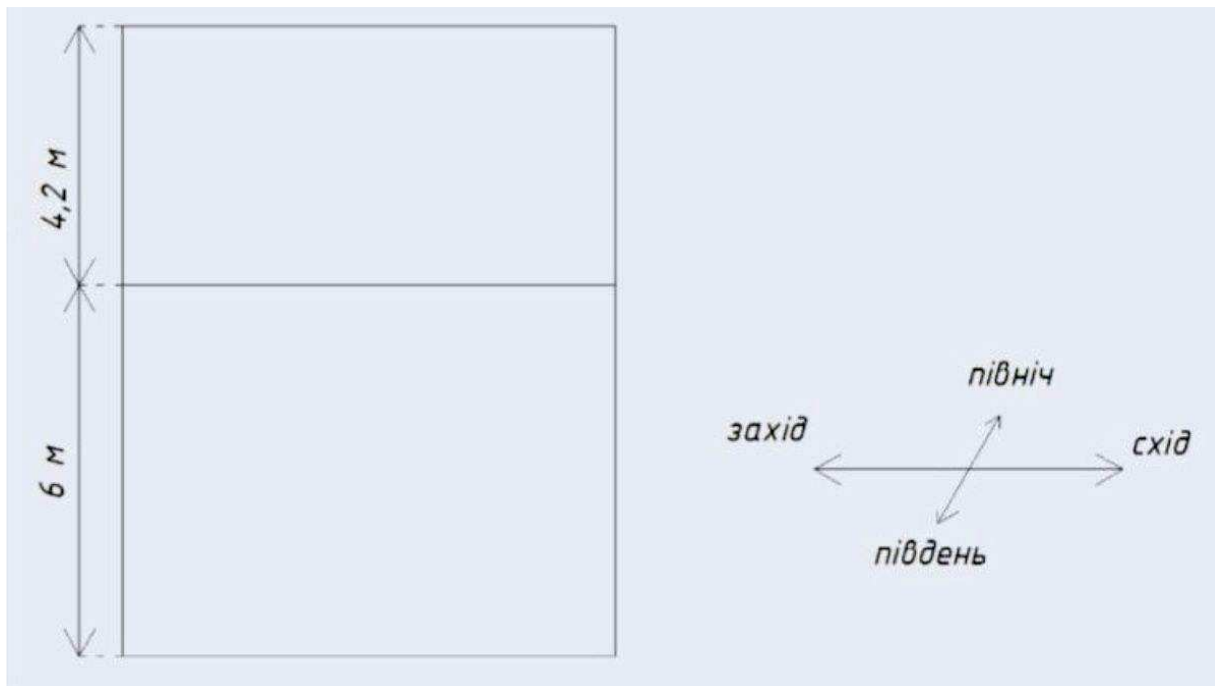 4,2 м
6 м
північ
захід
схід
південь